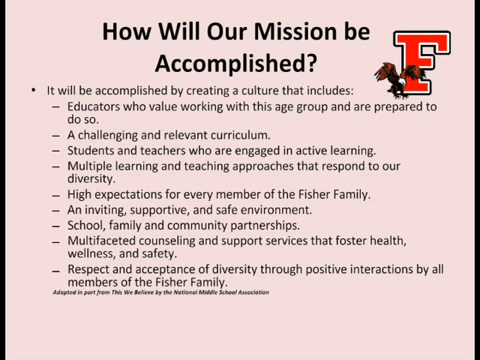 How Will Our Mission be
Accomplished?
F
• It will be accomplished by creating a culture that includes:
– Educators who value working with this age group and are prepared to
do so.
– A challenging and relevant curriculum.
– Students and teachers who are engaged in active learning.
– Multiple learning and teaching approaches that respond to our
diversity.
– High expectations for every member of the Fisher Family.
– An inviting, supportive, and safe environment.
– School, family and community partnerships.
– Multifaceted counseling and support services that foster health,
wellness, and safety.
– Respect and acceptance of diversity through positive interactions by all
members of the Fisher Family.
Adapted in part from This We Believe by the National Middle School Association